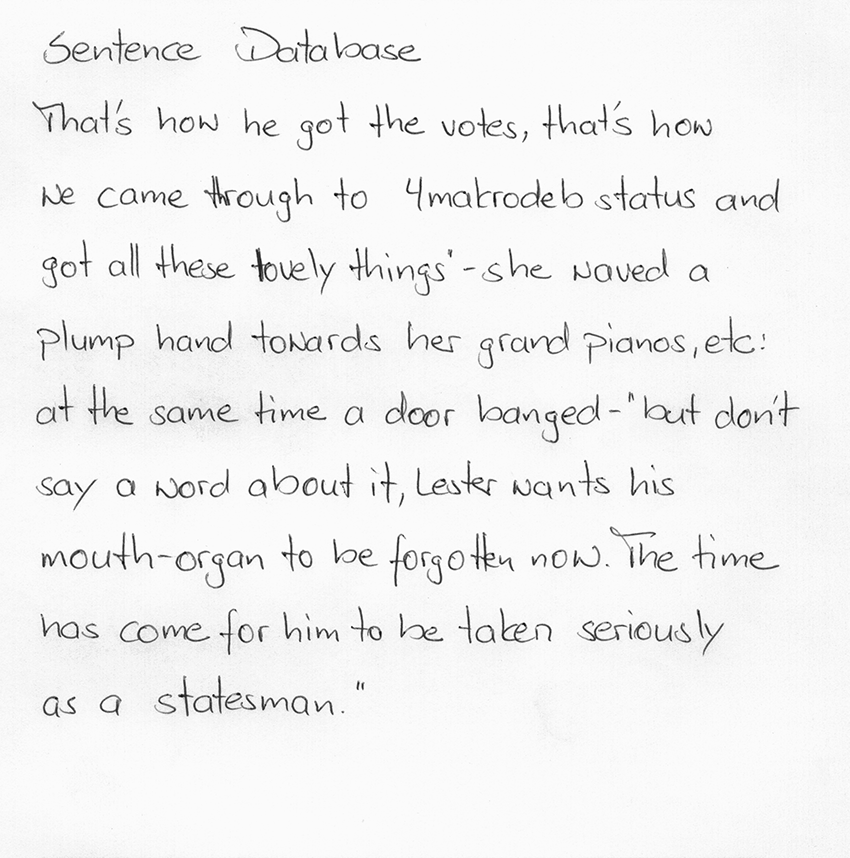 Sentence Database
That's how he got the votes, that's how
we came through to 4makrodeb status and
got all these lovely things' - she waved a
plump hand towards her grand pianos, etc:
at the same time a door banged - "but don't
say a word about it, Lester wants his
mouth-organ to be forgotten now. The time
has come for him to be taken seriously
as a statesman."